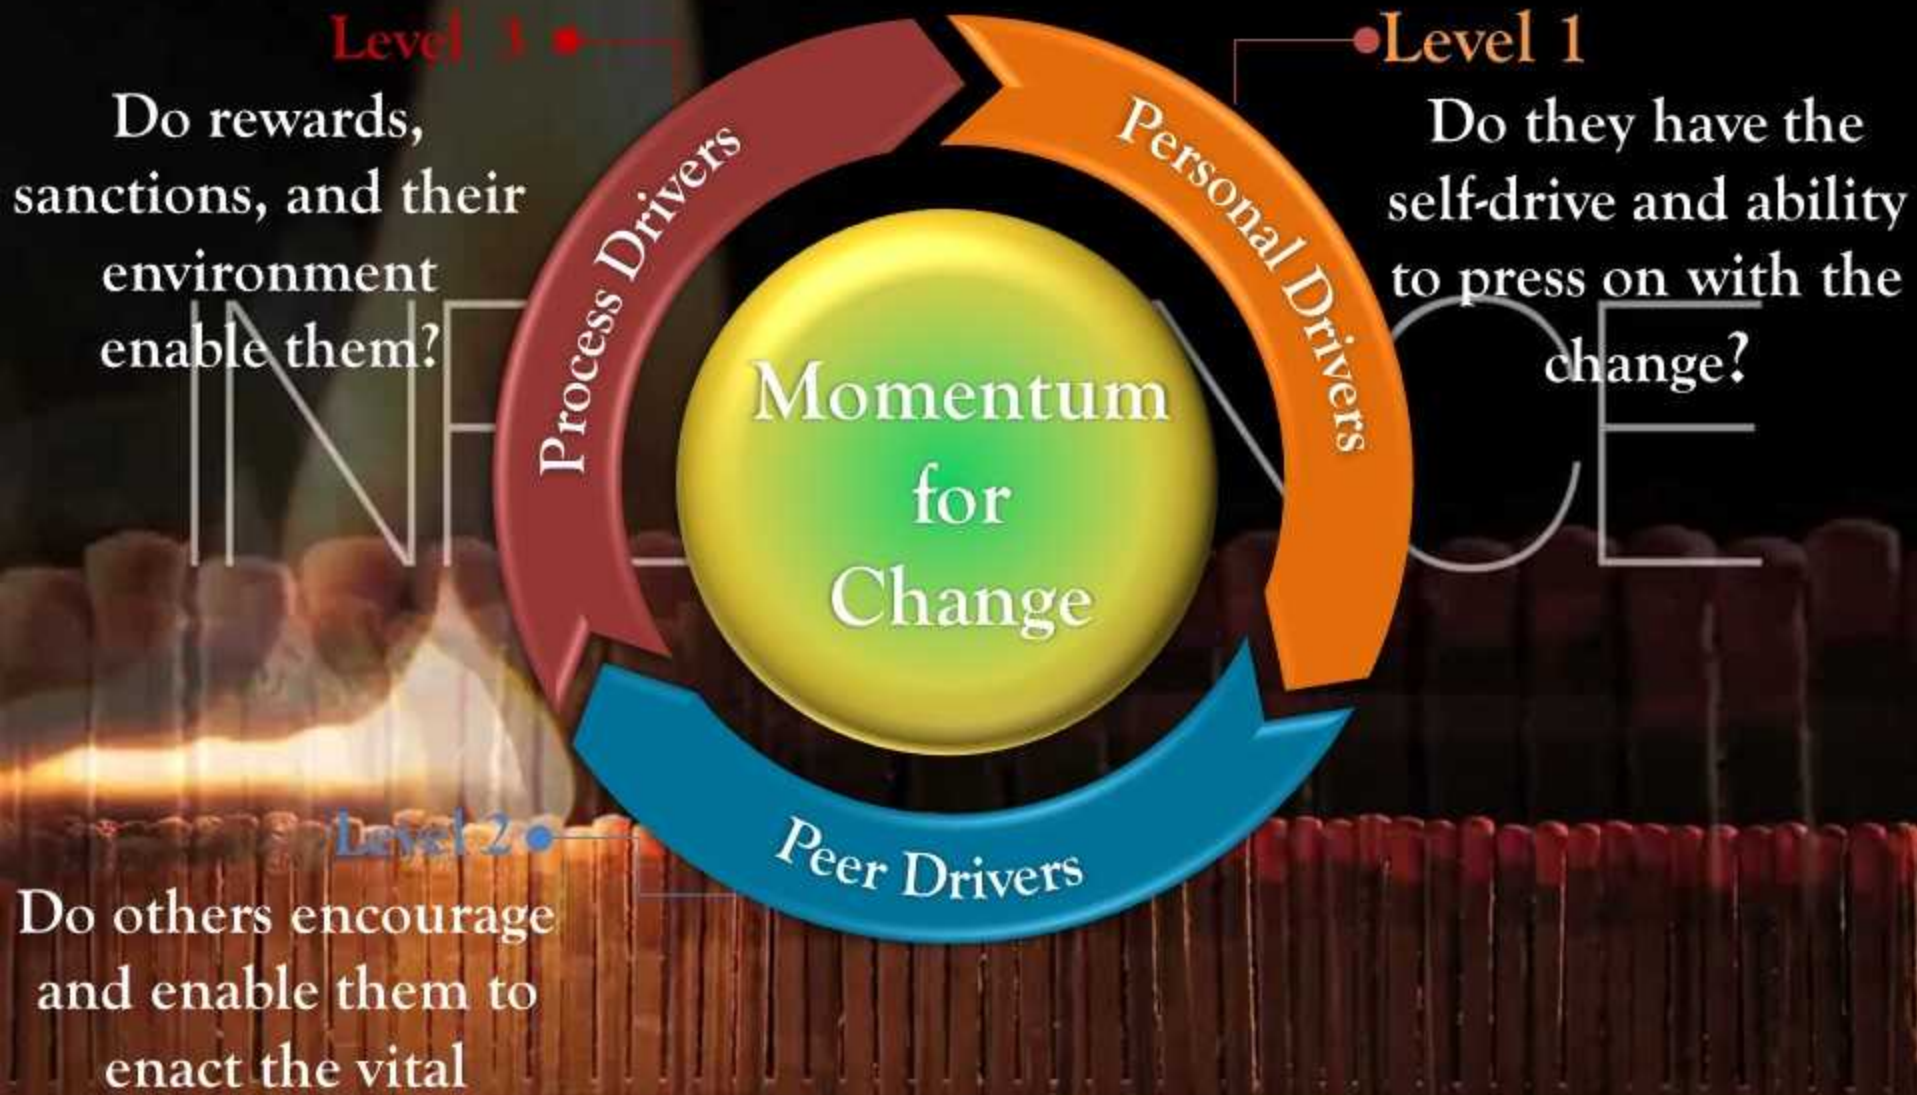 Level 3
Do rewards,
sanctions, and their
environment
enable them?
Level 1
Do they have the
self-drive and ability
to press on with the
change?
Process Drivers
Personal Drivers
Momentum
for
Change
Peer Drivers
Level 2
Do others encourage
and enable them to
enact the vital